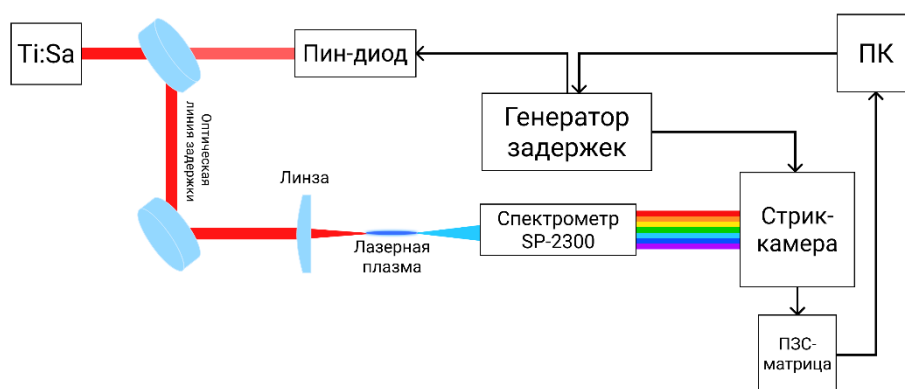 Ti:Sa
Пин-диод
ПК
Генератор
задержек
Оптическая
линия задержки
Линза
Лазерная
плазма
Спектрометр
SP-2300
Стрик-
камера
ПЗС-
матрица